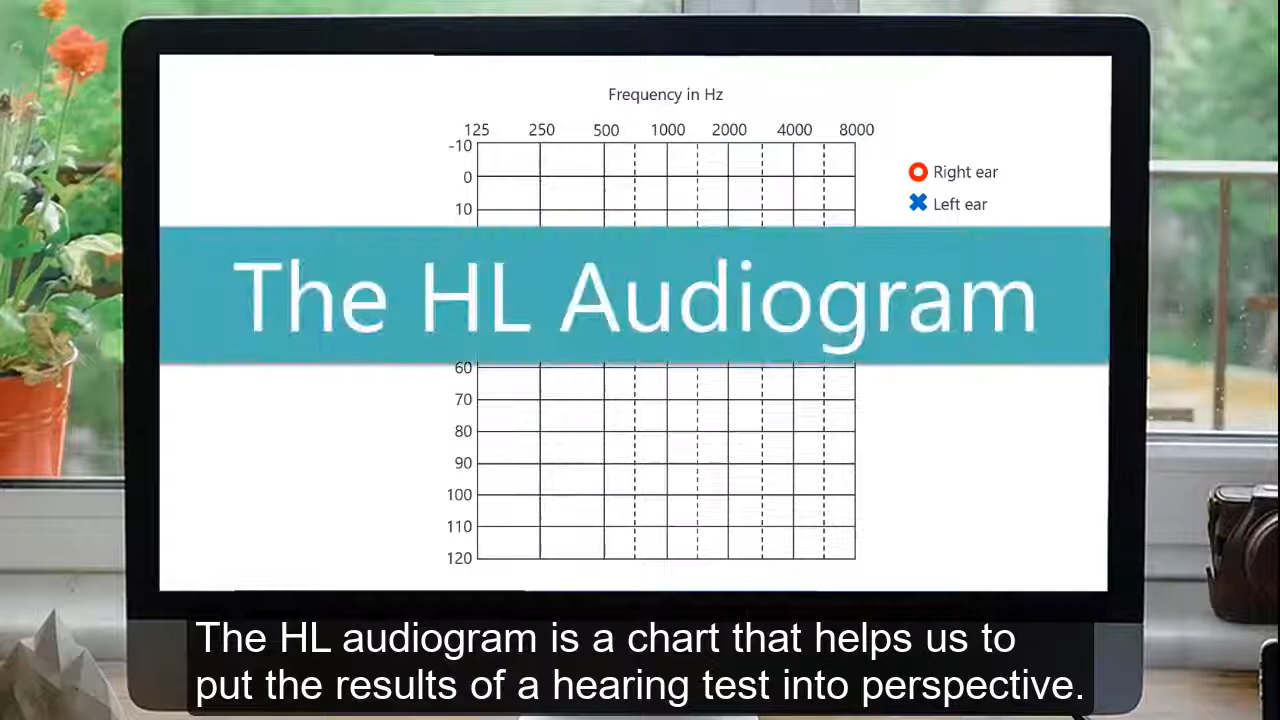 Frequency in Hz
125 250 500 1000 2000 4000 8000
-10
0
10
Right ear
Left ear
The HL Audiogram
60
70
80
90
100
110
120
The HL audiogram is a chart that helps us to
put the results of a hearing test into perspective.